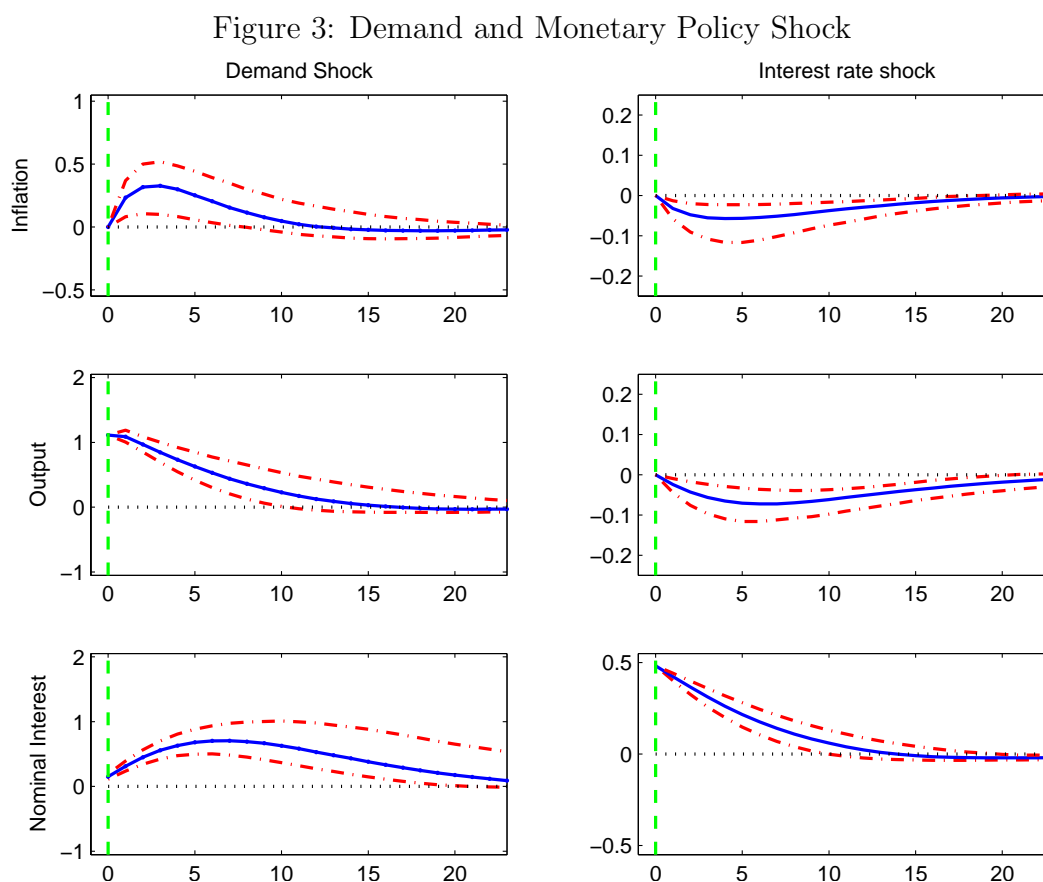 Figure 3: Demand and Monetary Policy Shock
Demand Shock
Interest rate shock
Inflation
1
0.5
0
−0.5
0 5 10 15 20
0.2
0.1
0
−0.1
−0.2
0 5 10 15 20
Output
2
1
0
−1
0 5 10 15 20
0.2
0.1
0
−0.1
−0.2
0 5 10 15 20
Nominal Interest
2
1
0
−1
0 5 10 15 20
0.5
0
−0.5
0 5 10 15 20